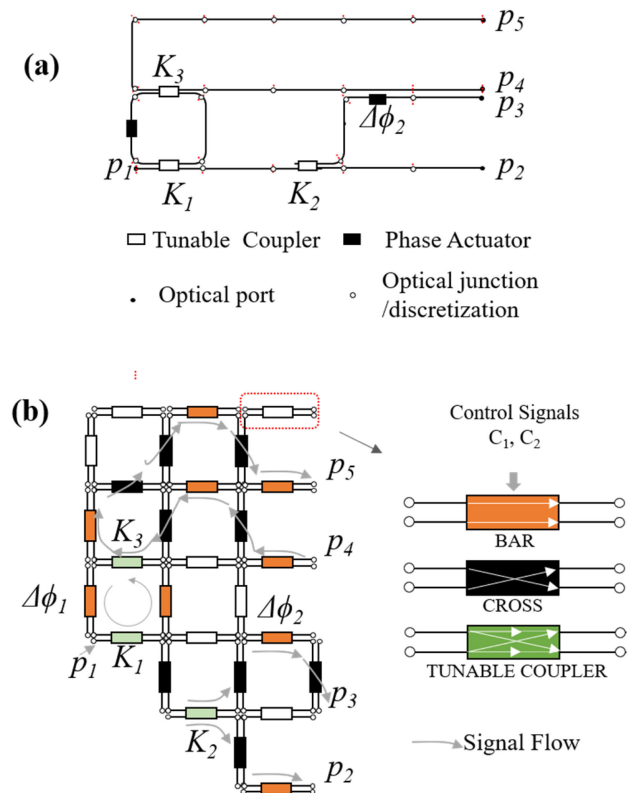 (a)
p5
K3
p4
p3
Δϕ2
p1
K1
K2
p2
Tunable Coupler
Phase Actuator
Optical port
Optical junction
/discretization
(b)
Control Signals
C1, C2
p5
BAR
K3
p4
CROSS
Δϕ1
Δϕ2
p1
K1
TUNABLE COUPLER
p3
K2
Signal Flow
p2